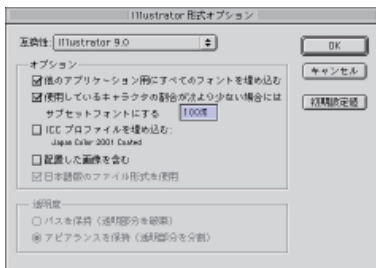 Illustrator 形式オプション
互換性: Illustrator 9.0
OK
キャンセル
初期設定値
オプション
他のアプリケーション用にすべてのフォントを埋め込む
使用しているキャラクタの割合が次より少ない場合には
サブセットフォントにする 100%
ICC プロファイルを埋め込む:
Japan Color 2001 Coated
配置した画像を含む
日本語版のファイル形式を使用
透明度
パスを保持(透明部分を破棄)
アピアランスを保持(透明部分を分割)